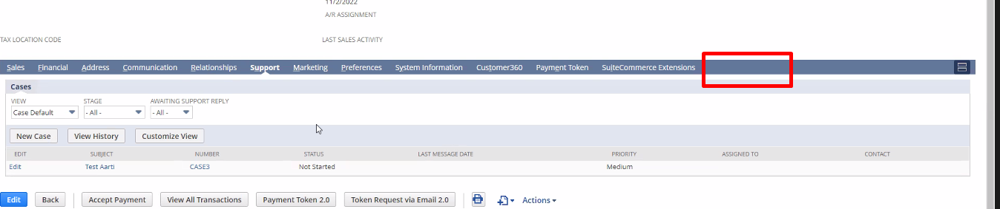 11/2/2022
A/R ASSIGNMENT
TAX LOCATION CODE LAST SALES ACTIVITY
Sales Financial Address Communication Relationships Support Marketing Preferences System Information Customer360 Payment Token SuiteCommerce Extensions
Cases
VIEW STAGE AWAITING SUPPORT REPLY
Case Default - All - - All -
New Case View History Customize View
EDIT SUBJECT NUMBER STATUS LAST MESSAGE DATE PRIORITY ASSIGNED TO CONTACT
Edit Test Aarti CASE3 Not Started Medium
Edit Back Accept Payment View All Transactions Payment Token 2.0 Token Request via Email 2.0 Actions